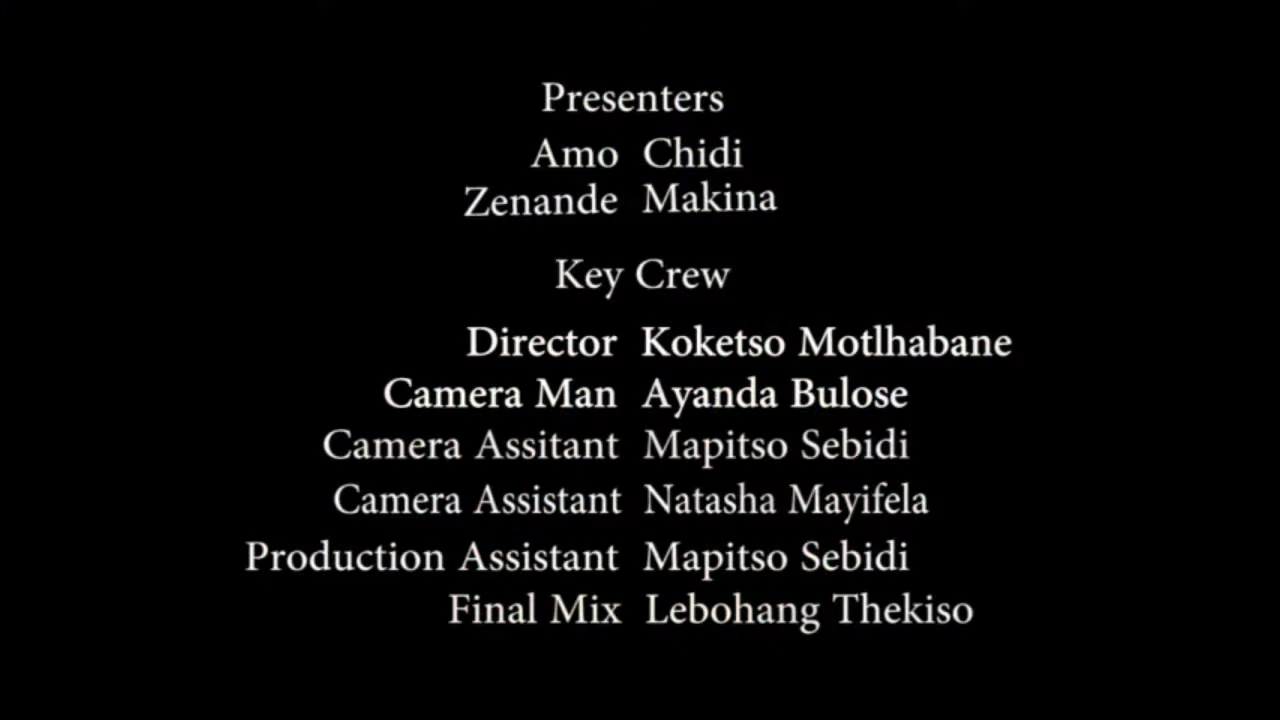 Presenters
Amo Chidi
Zenande Makina
Key Crew
Director Koketso Motlhabane
Camera Man Ayanda Bulose
Camera Assitant Mapitso Sebidi
Camera Assistant Natasha Mayifela
Production Assistant Mapitso Sebidi
Final Mix Lebohang Thekiso